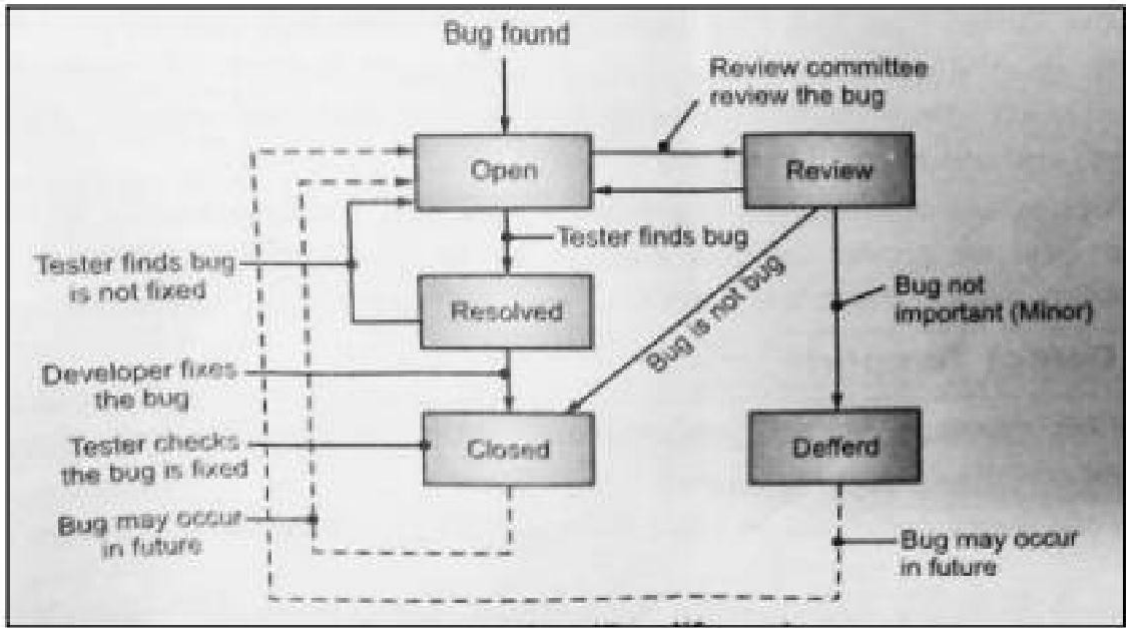 Bug found
Review committee
review the bug
Open
Review
Tester finds bug
Tester finds bug
is not fixed
Resolved
Bug is not bug
Bug not
important (Minor)
Developer fixes
the bug
Closed
Defferd
Tester checks
the bug is fixed
Bug may occur
in future
Bug may occur
in future